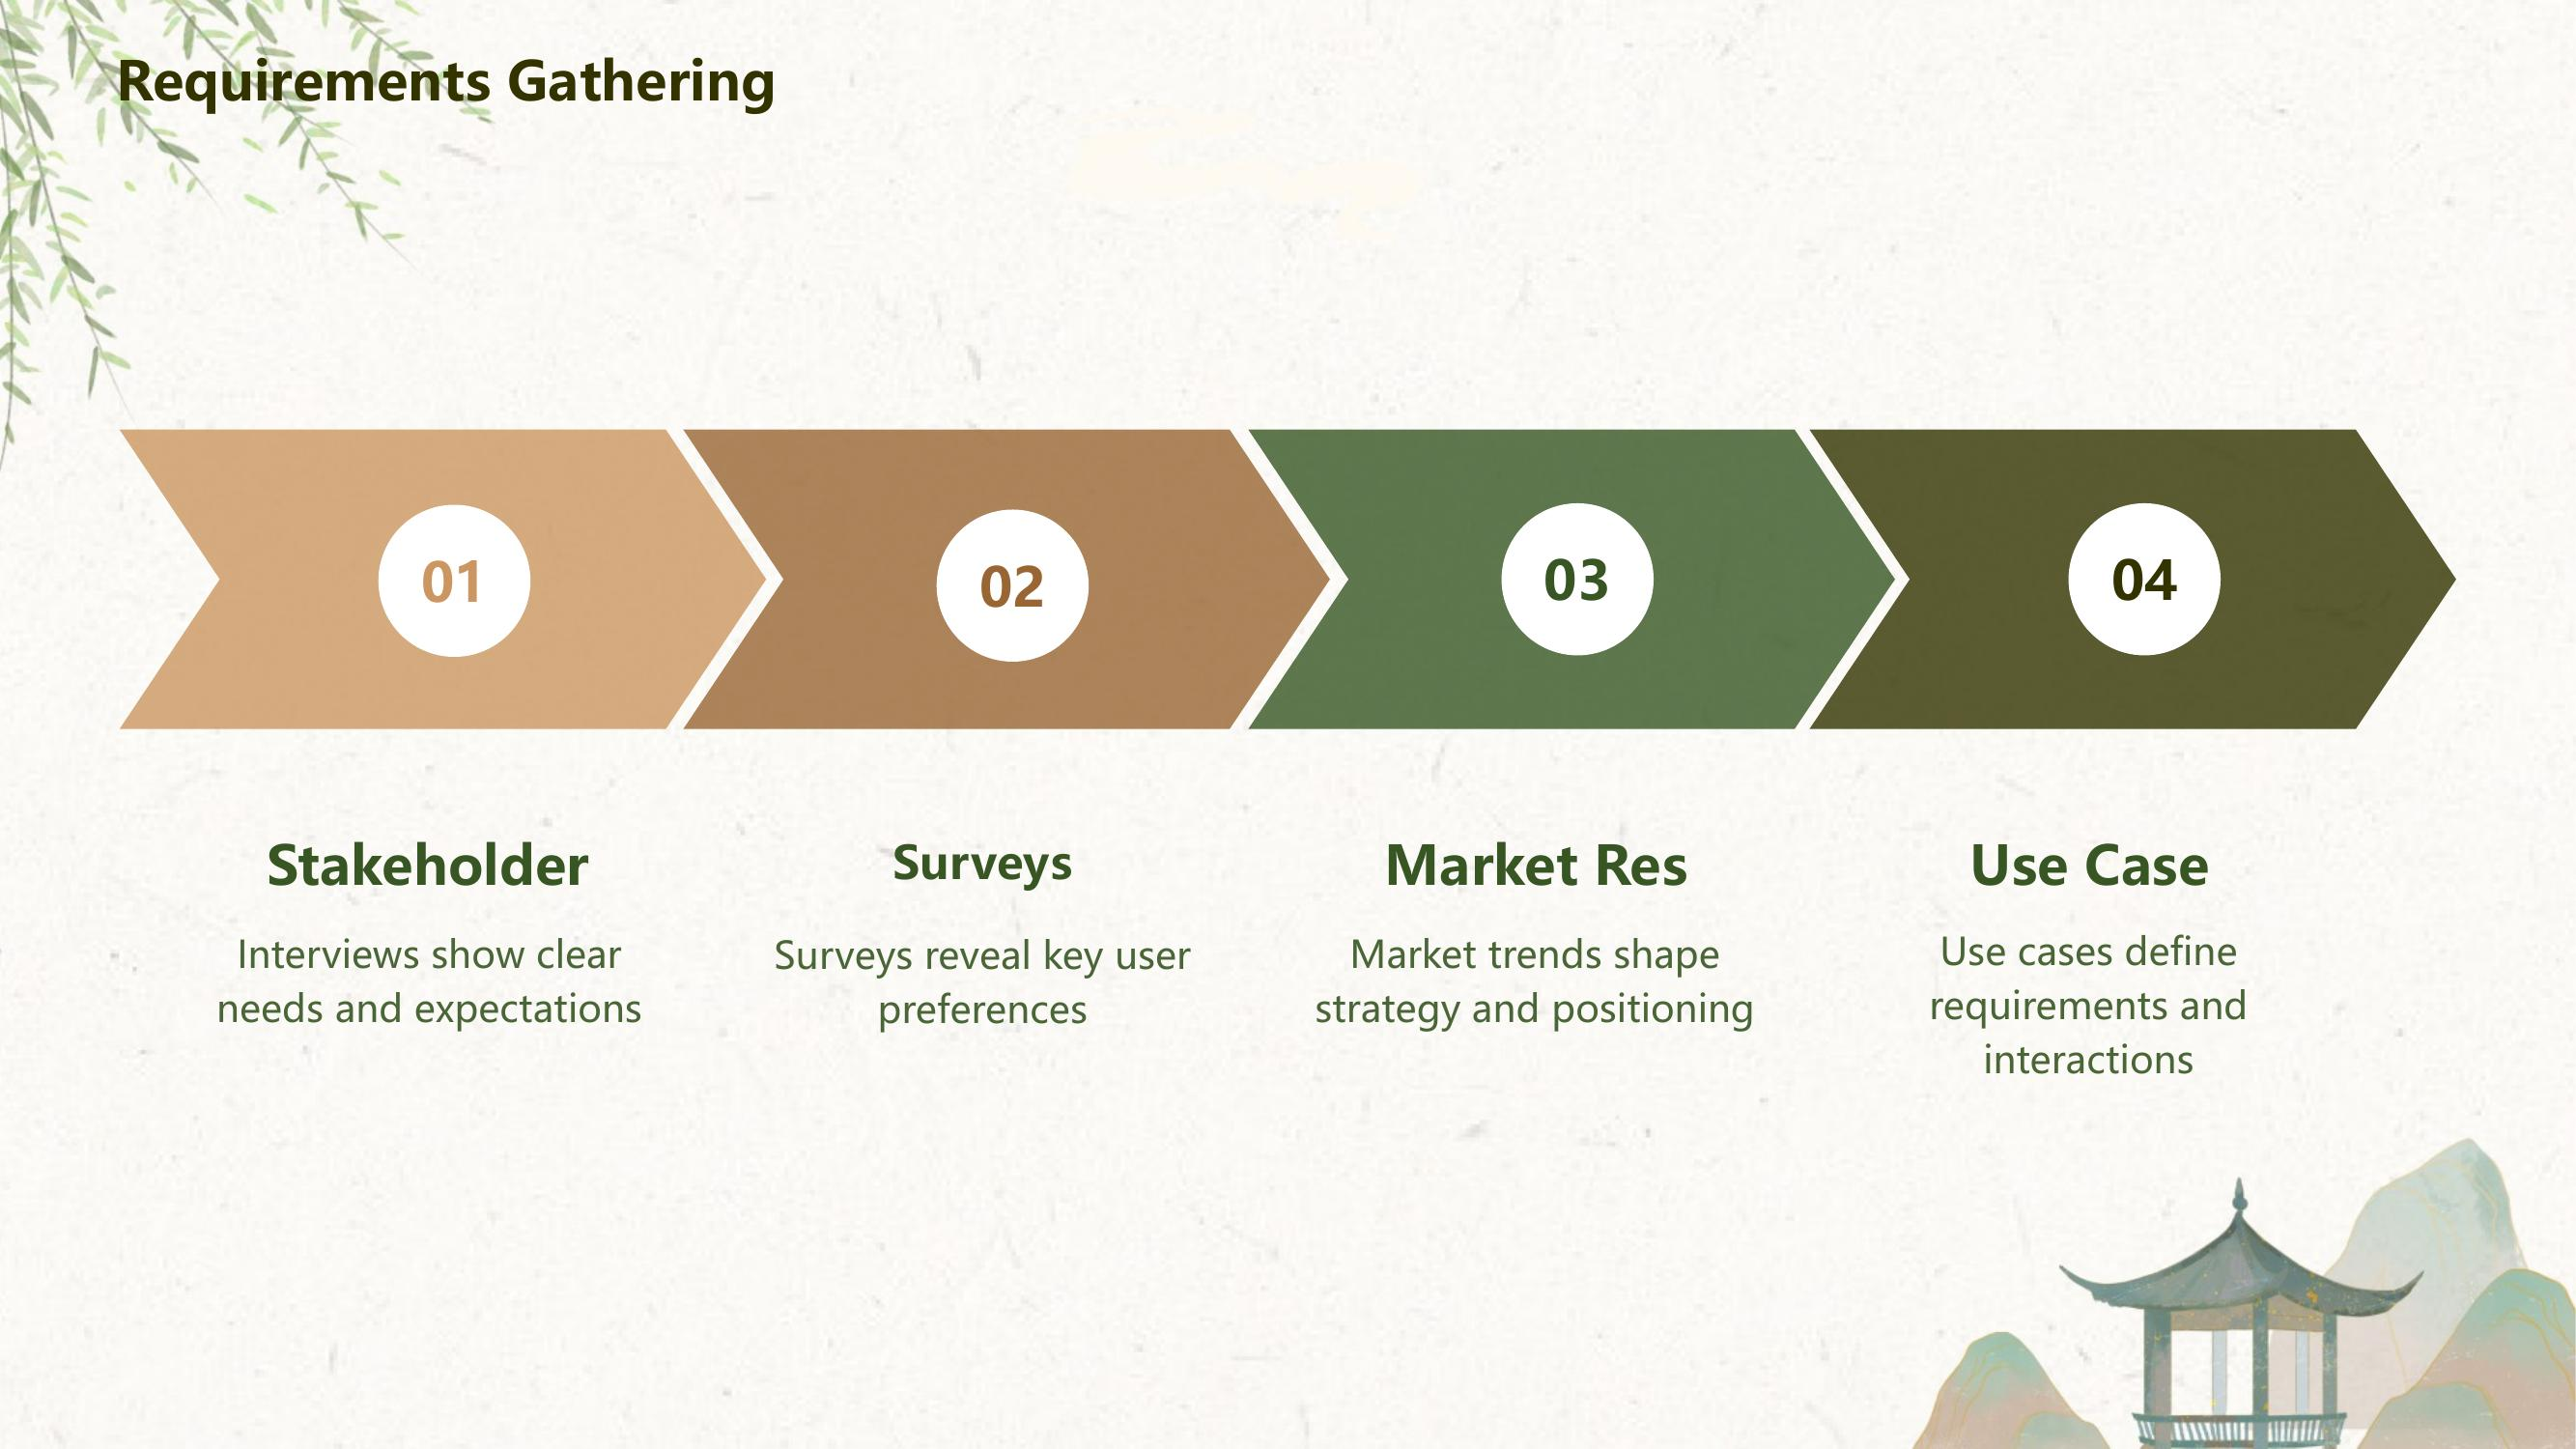 Requirements Gathering
01
02
03
04
Stakeholder
Interviews show clear
needs and expectations
Surveys
Surveys reveal key user
preferences
Market Res
Market trends shape
strategy and positioning
Use Case
Use cases define
requirements and
interactions